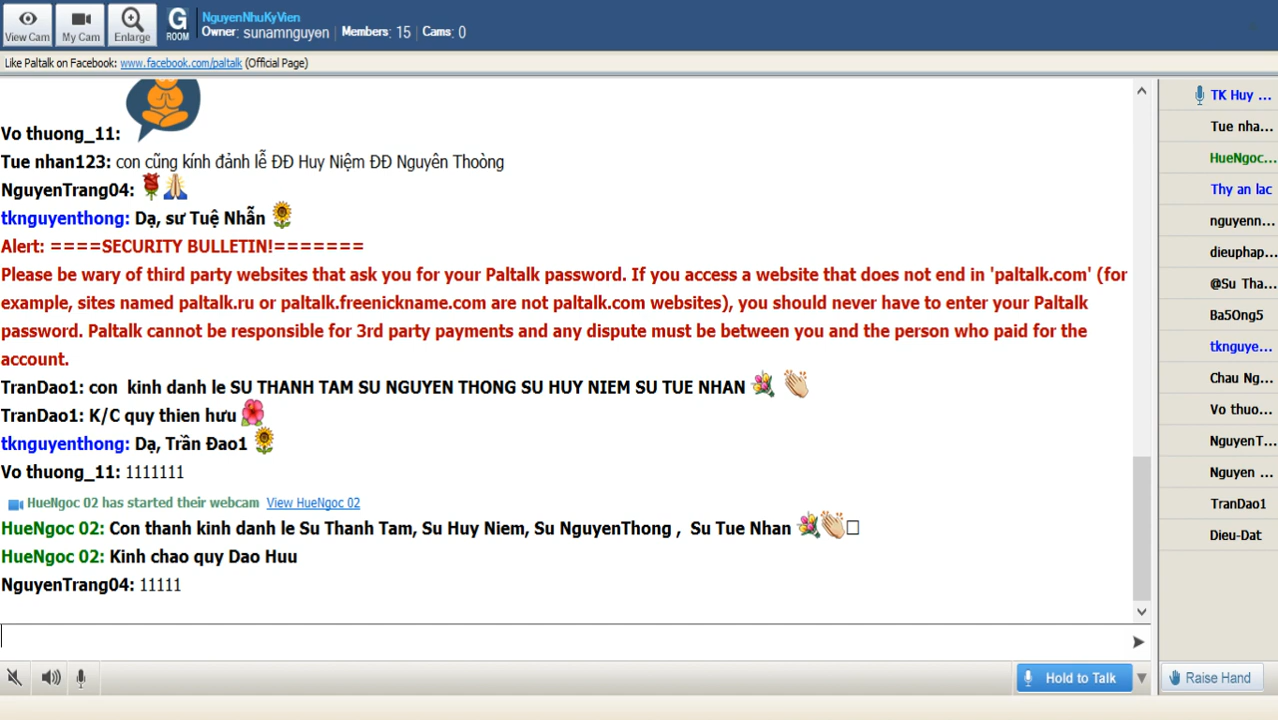 View Cam
My Cam
Enlarge
G
ROOM
NguyenNhuKyVien
Owner: sunamnguyen Members: 15 Cams: 0
Like Paltalk on Facebook: www.facebook.com/paltalk (Official Page)
Vo thuong_11:
Tue nhan123: con cũng kính đảnh lễ ĐĐ Huy Niệm ĐĐ Nguyên Thoòng
NguyenTrang04:
tknguyenthong: Dạ, sư Tuệ Nhẫn
Alert: ====SECURITY BULLETIN!=======
Please be wary of third party websites that ask you for your Paltalk password. If you access a website that does not end in 'paltalk.com' (for
example, sites named paltalk.ru or paltalk.freenickname.com are not paltalk.com websites), you should never have to enter your Paltalk
password. Paltalk cannot be responsible for 3rd party payments and any dispute must be between you and the person who paid for the
account.
TranDao1: con kinh danh le SU THANH TAM SU NGUYEN THONG SU HUY NIEM SU TUE NHAN
TranDao1: K/C quy thien hưu
tknguyenthong: Dạ, Trần Đao1
Vo thuong_11: 1111111
HueNgoc 02 has started their webcam View HueNgoc 02
HueNgoc 02: Con thanh kinh danh le Su Thanh Tam, Su Huy Niem, Su NguyenThong , Su Tue Nhan
HueNgoc 02: Kinh chao quy Dao Huu
NguyenTrang04: 11111
Hold to Talk
TK Huy ...
Tue nha...
HueNgoc...
Thy an lac
nguyenn...
dieuphap...
@Su Tha...
Ba5Ong5
tknguye...
Chau Ng...
Vo thuo...
NguyenT...
Nguyen ...
TranDao1
Dieu-Dat
Raise Hand